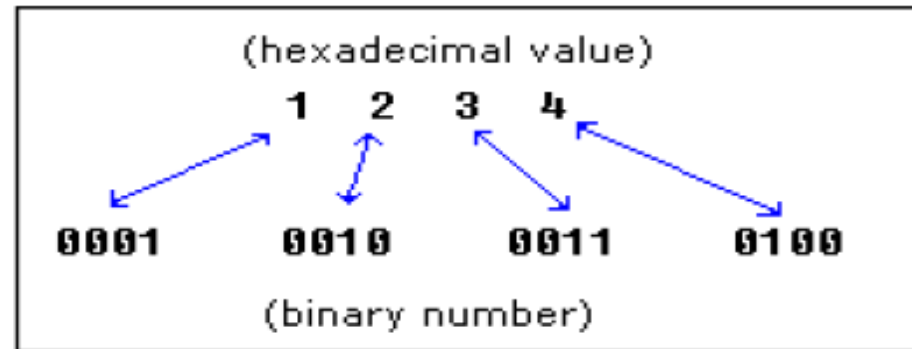 (hexadecimal value)
1 2 3 4
0001 0010 0011 0100
(binary number)